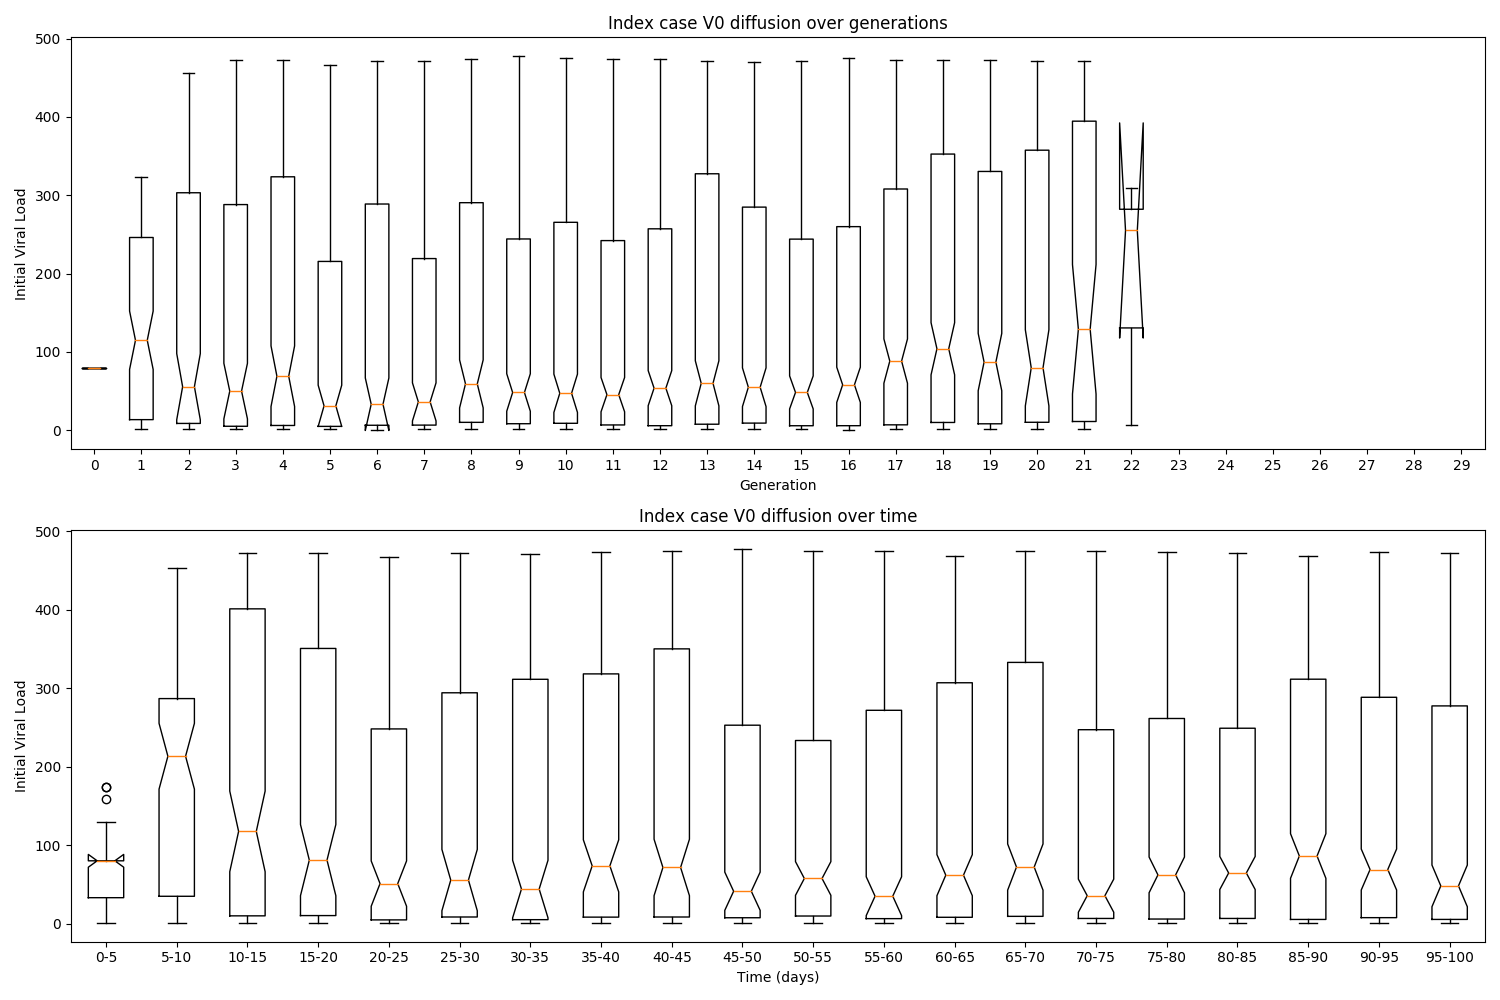 Index case V0 diffusion over generations
500
400
300
200
100
0
Initial Viral Load
0 1 2 3 4 5 6 7 8 9 10 11 12 13 14 15 16 17 18 19 20 21 22 23 24 25 26 27 28 29
Generation
Index case V0 diffusion over time
500
400
300
200
100
0
Initial Viral Load
0-5 5-10 10-15 15-20 20-25 25-30 30-35 35-40 40-45 45-50 50-55 55-60 60-65 65-70 70-75 75-80 80-85 85-90 90-95 95-100
Time (days)